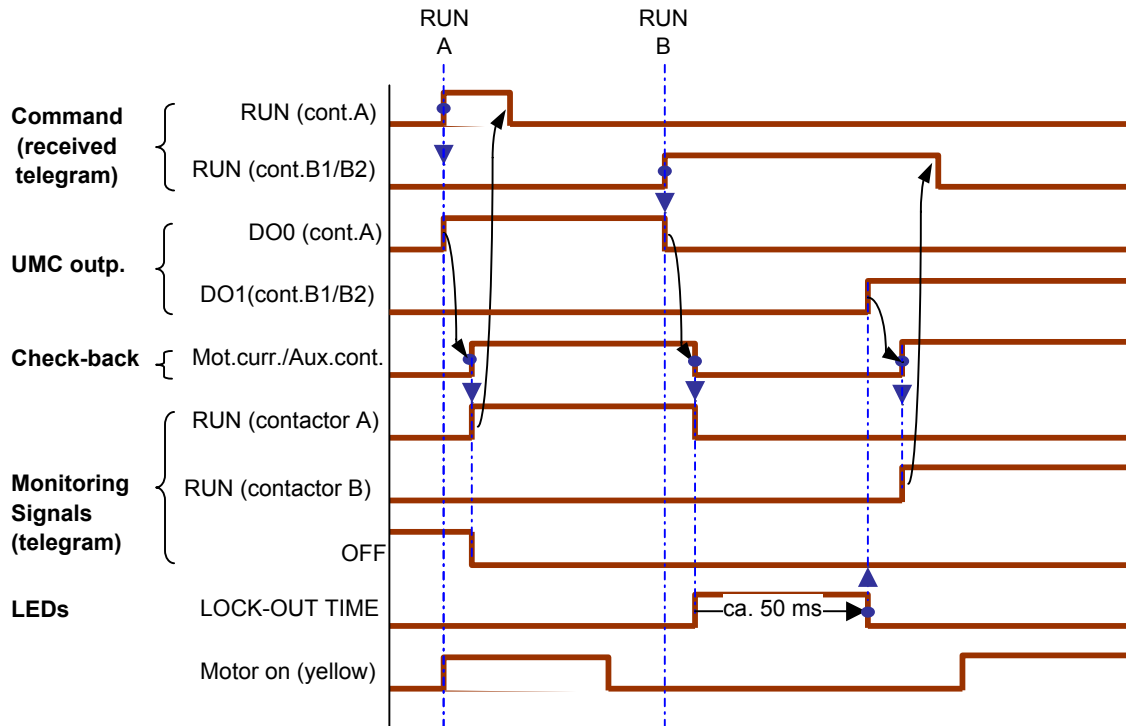 RUN
A
RUN
B
Command
(received
telegram)
RUN (cont.A)
RUN (cont.B1/B2)
UMC outp.
DO0 (cont.A)
DO1(cont.B1/B2)
Check-back
Mot.curr./Aux.cont.
Monitoring
Signals
(telegram)
RUN (contactor A)
RUN (contactor B)
OFF
LEDs
LOCK-OUT TIME
ca. 50 ms
Motor on (yellow)